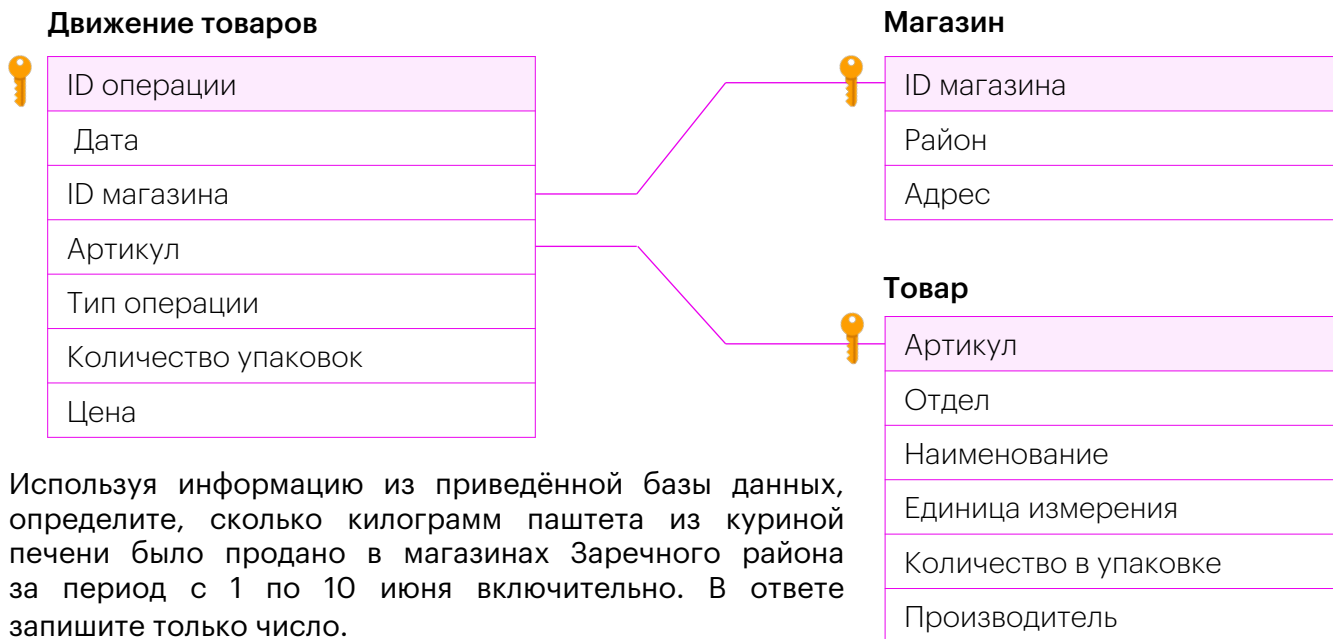 Движение товаров
ID операции
Дата
ID магазина
Артикул
Тип операции
Количество упаковок
Цена
Магазин
ID магазина
Район
Адрес
Товар
Артикул
Отдел
Наименование
Единица измерения
Количество в упаковке
Производитель
Используя информацию из приведённой базы данных,
определите, сколько килограмм паштета из куриной
печени было продано в магазинах Заречного района
за период с 1 по 10 июня включительно. В ответе
запишите только число.